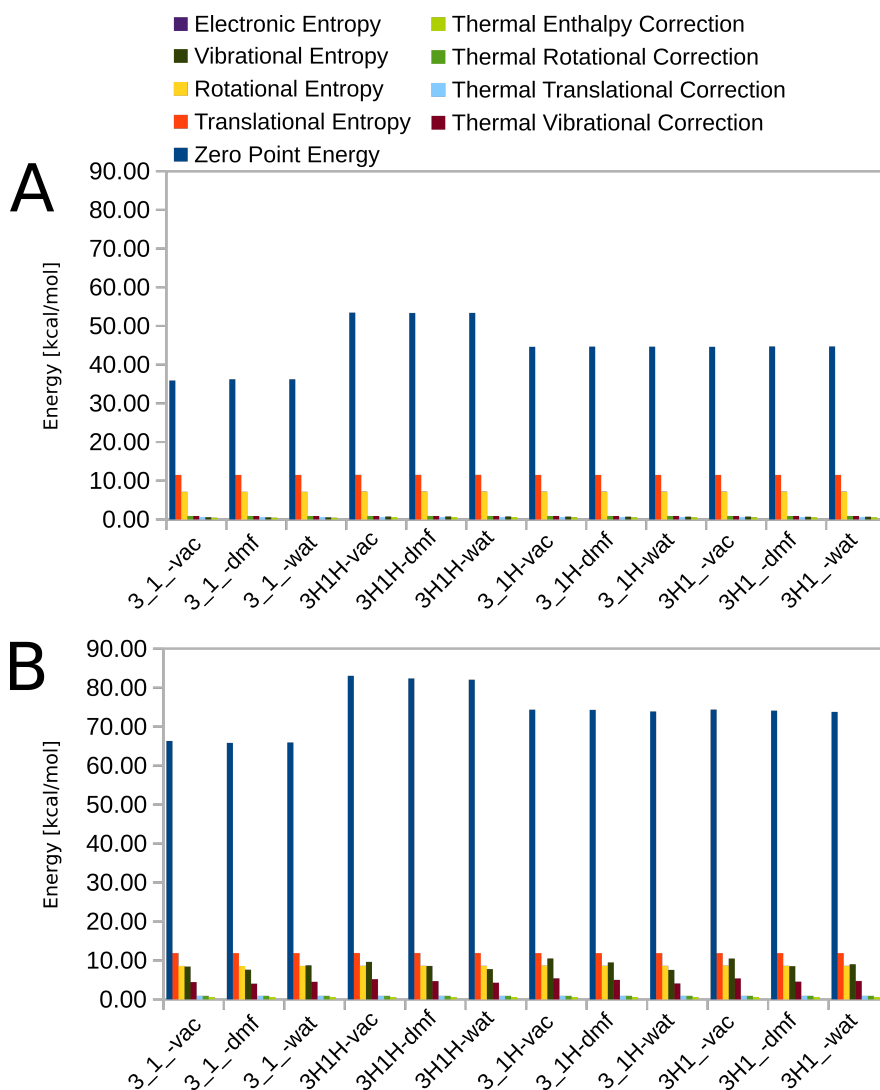 Electronic Entropy Thermal Enthalpy Correction
Vibrational Entropy Thermal Rotational Correction
Rotational Entropy Thermal Translational Correction
Translational Entropy Thermal Vibrational Correction
Zero Point Energy
A
Energy [kcal/mol]
90.00
80.00
70.00
60.00
50.00
40.00
30.00
20.00
10.00
0.00
3_1_-vac
3_1_-dmf
3_1_-wat
3H1H-vac
3H1H-dmf
3H1H-wat
3_1H-vac
3_1H-dmf
3_1H-wat
3H1_-vac
3H1_-dmf
3H1_-wat
B
Energy [kcal/mol]
90.00
80.00
70.00
60.00
50.00
40.00
30.00
20.00
10.00
0.00
3_1_-vac
3_1_-dmf
3_1_-wat
3H1H-vac
3H1H-dmf
3H1H-wat
3_1H-vac
3_1H-dmf
3_1H-wat
3H1_-vac
3H1_-dmf
3H1_-wat